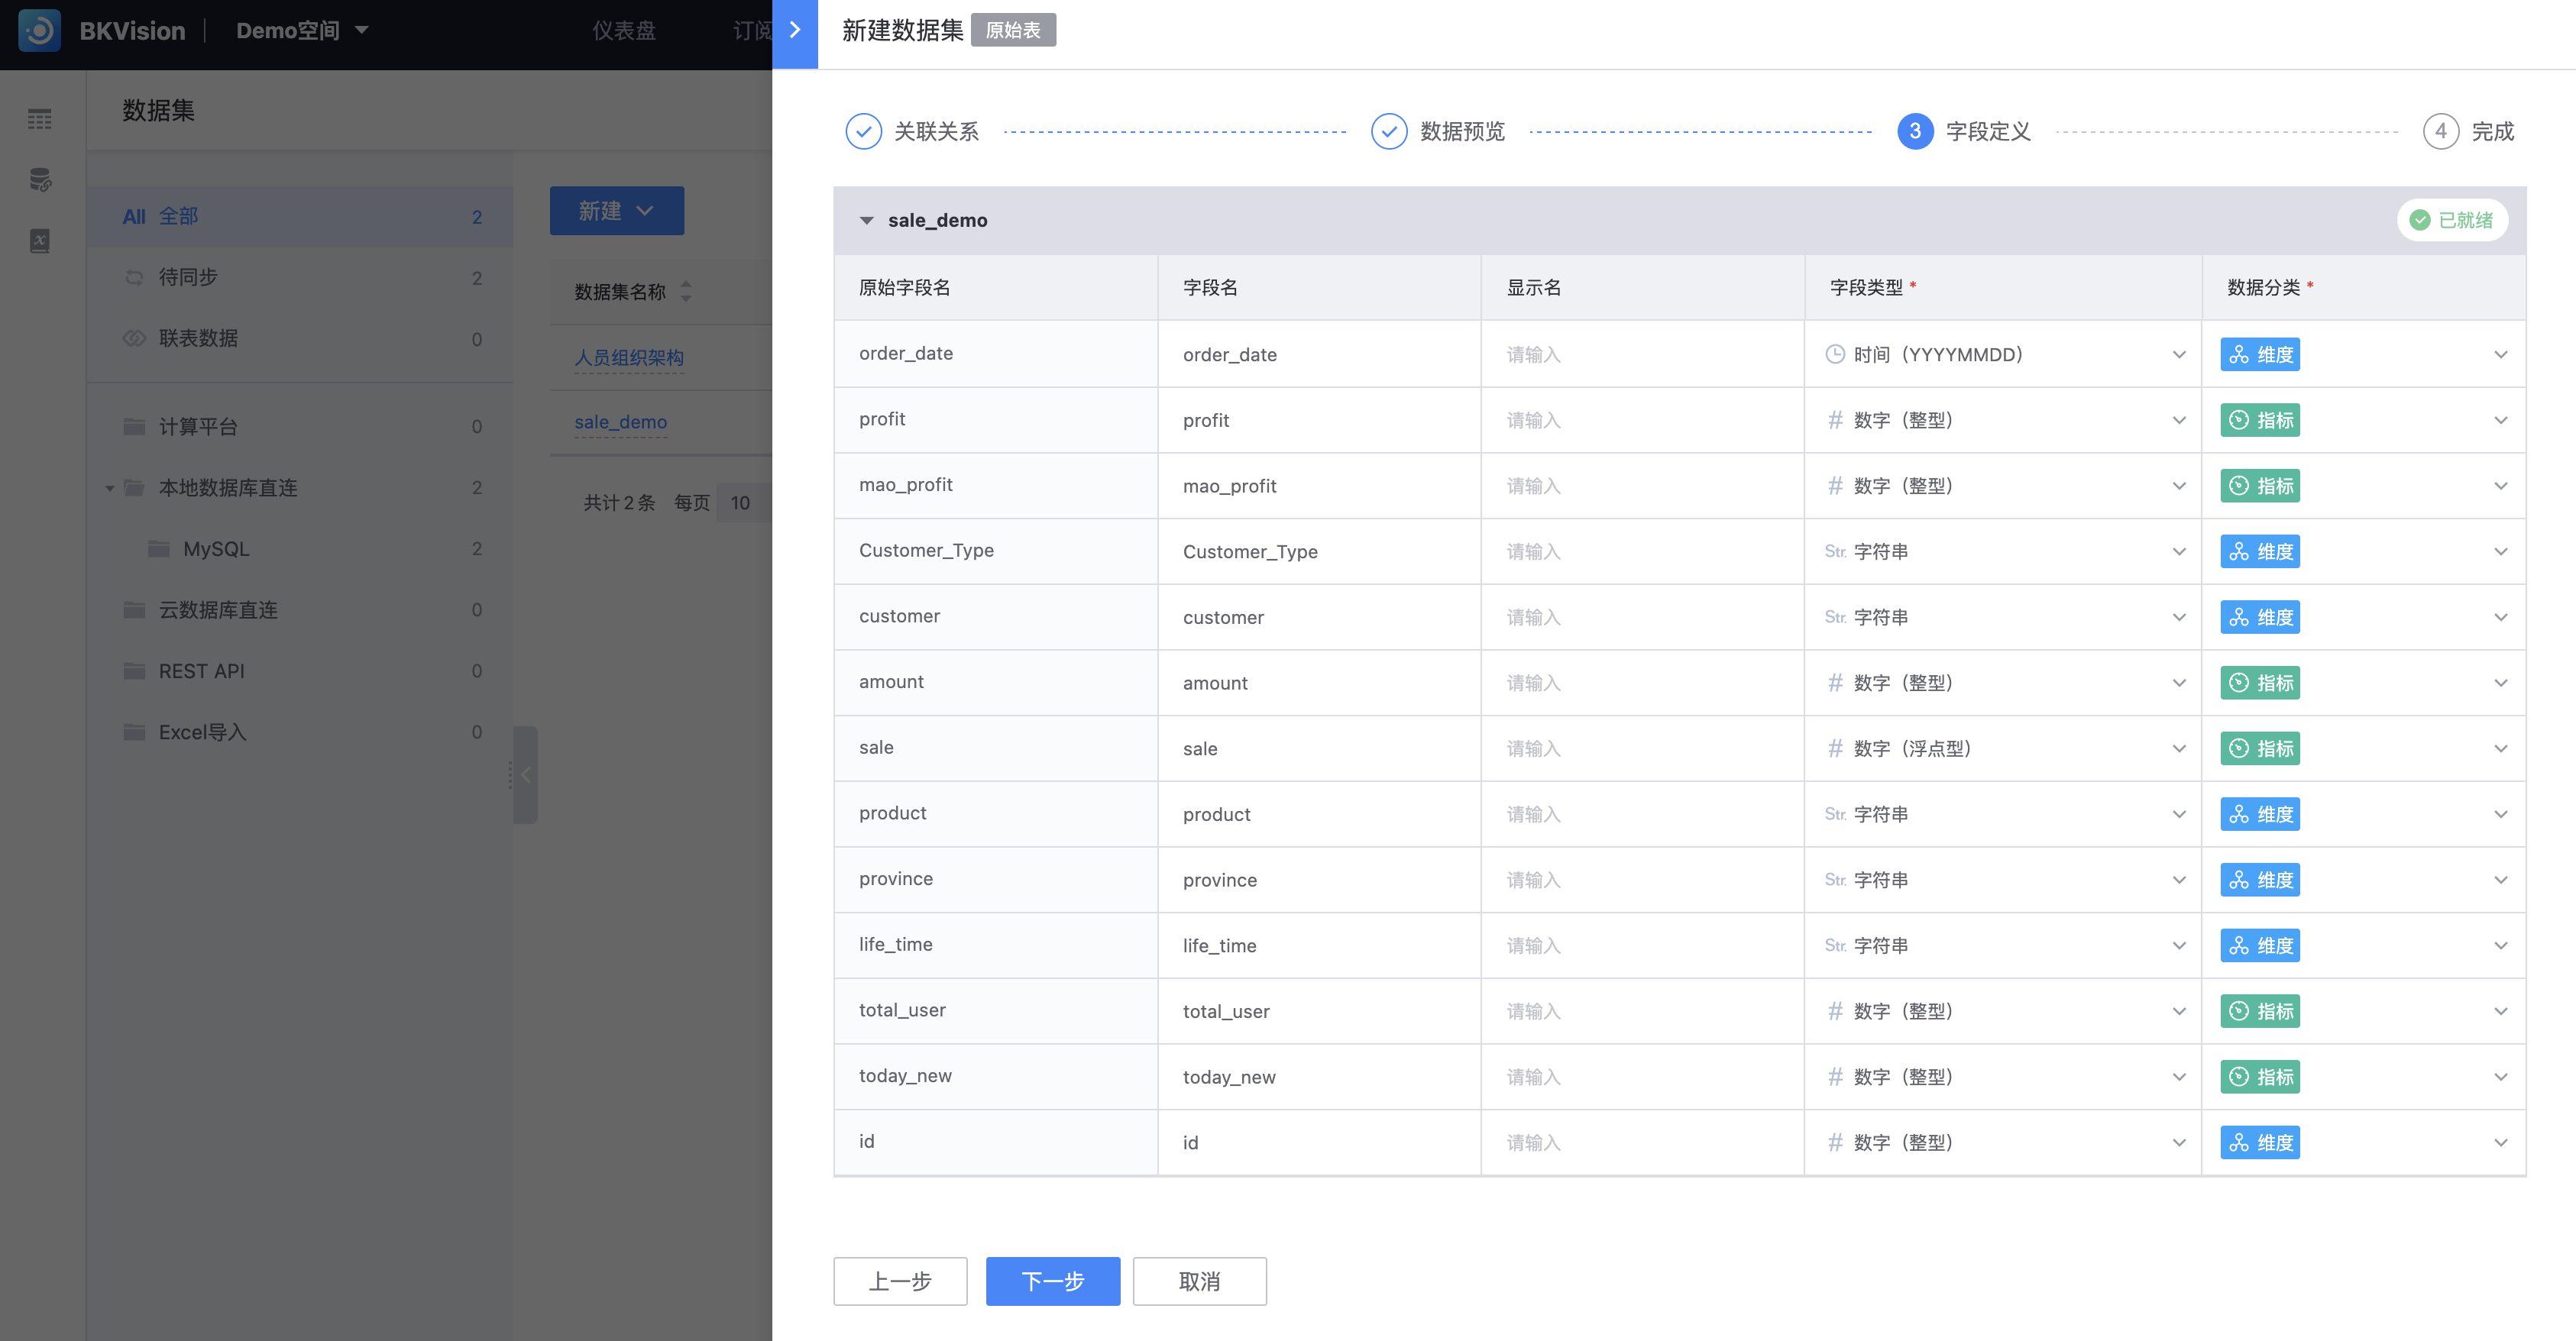 BKVision
Demo空间
仪表盘
订阅
新建数据集
原始表
数据集
关联关系
数据预览
3
字段定义
4
完成
All 全部 2
待同步 2
联表数据 0
计算平台 0
本地数据库直连 2
MySQL 2
云数据库直连 0
REST API 0
Excel导入 0
新建
数据集名称
人员组织架构
sale_demo
共计2条 每页 10
sale_demo
已就绪
原始字段名 字段名 显示名 字段类型 * 数据分类 *
order_date order_date 请输入 时间（YYYYMMDD） 维度
profit profit 请输入 # 数字（整型） 指标
mao_profit mao_profit 请输入 # 数字（整型） 指标
Customer_Type Customer_Type 请输入 Str. 字符串 维度
customer customer 请输入 Str. 字符串 维度
amount amount 请输入 # 数字（整型） 指标
sale sale 请输入 # 数字（浮点型） 指标
product product 请输入 Str. 字符串 维度
province province 请输入 Str. 字符串 维度
life_time life_time 请输入 Str. 字符串 维度
total_user total_user 请输入 # 数字（整型） 指标
today_new today_new 请输入 # 数字（整型） 指标
id id 请输入 # 数字（整型） 维度
上一步
下一步
取消